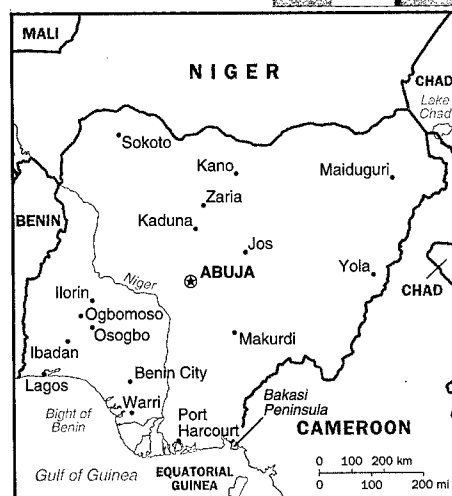 MALI
NIGER
CHAD
Lake
Chad
Sokoto
Kano
Maiduguri
Zaria
BENIN
Kaduna
Jos
Niger
ABUJA
Yola
CHAD
Ilorin
Ogbomoso
Osogbo
Makurdi
Ibadan
Benin City
Lagos
Bakasi
Peninsula
Warri
Bight of
Benin
Port
Harcourt
CAMEROON
Gulf of Guinea
EQUATORIAL
GUINEA
0 100 200 km
0 100 200 mi